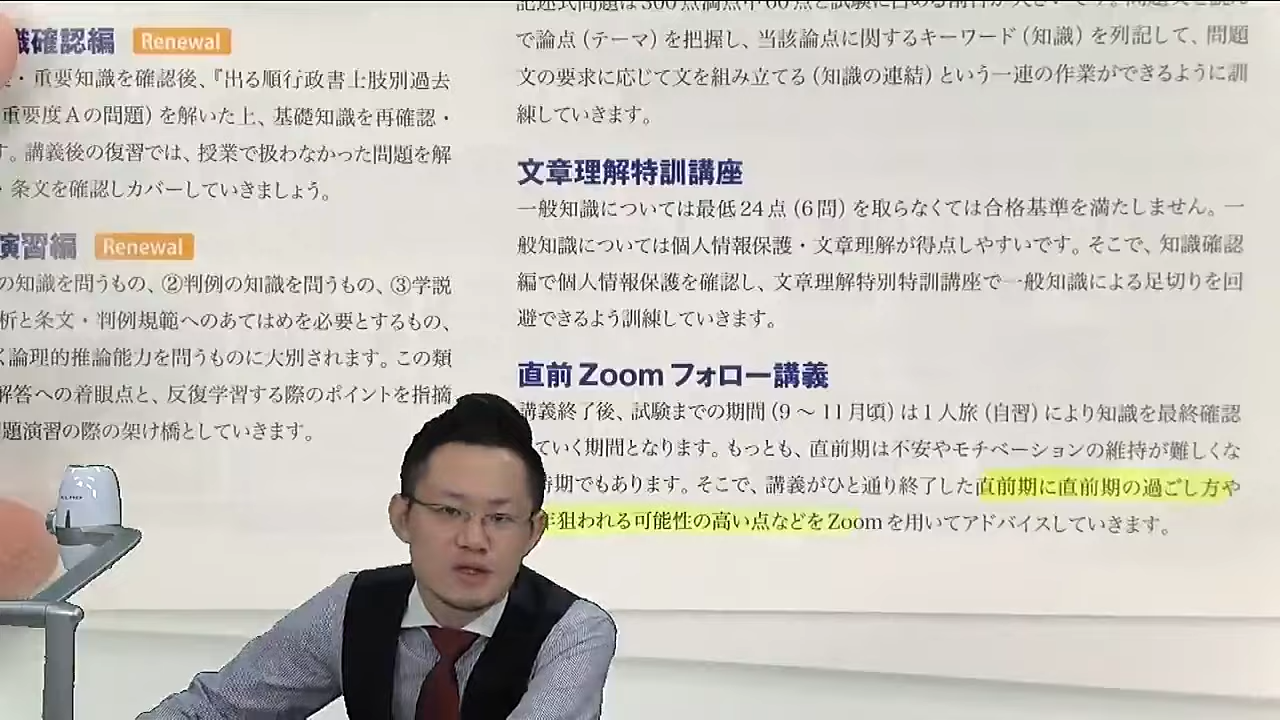 識確認編 Renewal
・重要知識を確認後、『出る順行政書士肢別過去
重要度Aの問題）を解いた上、基礎知識を再確認・
す。講義後の復習では、授業で扱わなかった問題を解
・条文を確認しカバーしていきましょう。
演習編 Renewal
の知識を問うもの、②判例の知識を問うもの、③学説
析と条文・判例規範へのあてはめを必要とするもの、
く論理的推論能力を問うものに大別されます。この類
解答への着眼点と、反復学習する際のポイントを指摘
題演習の際の架け橋としていきます。
で論点（テーマ）を把握し、当該論点に関するキーワード（知識）を列記して、問題
文の要求に応じて文を組み立てる（知識の連結）という一連の作業ができるように訓
練していきます。
文章理解特訓講座
一般知識については最低24点（6問）を取らなくては合格基準を満たしません。一
般知識については個人情報保護・文章理解が得点しやすいです。そこで、知識確認
編で個人情報保護を確認し、文章理解特別特訓講座で一般知識による足切りを回
避できるよう訓練していきます。
直前Zoomフォロー講義
講義終了後、試験までの期間（9～11月頃）は1人旅（自習）により知識を最終確認
ていく期間となります。もっとも、直前期は不安やモチベーションの維持が難しくな
時期でもあります。そこで、講義がひと通り終了した直前期に直前期の過ごし方や
年狙われる可能性の高い点などをZoomを用いてアドバイスしていきます。
ELMO